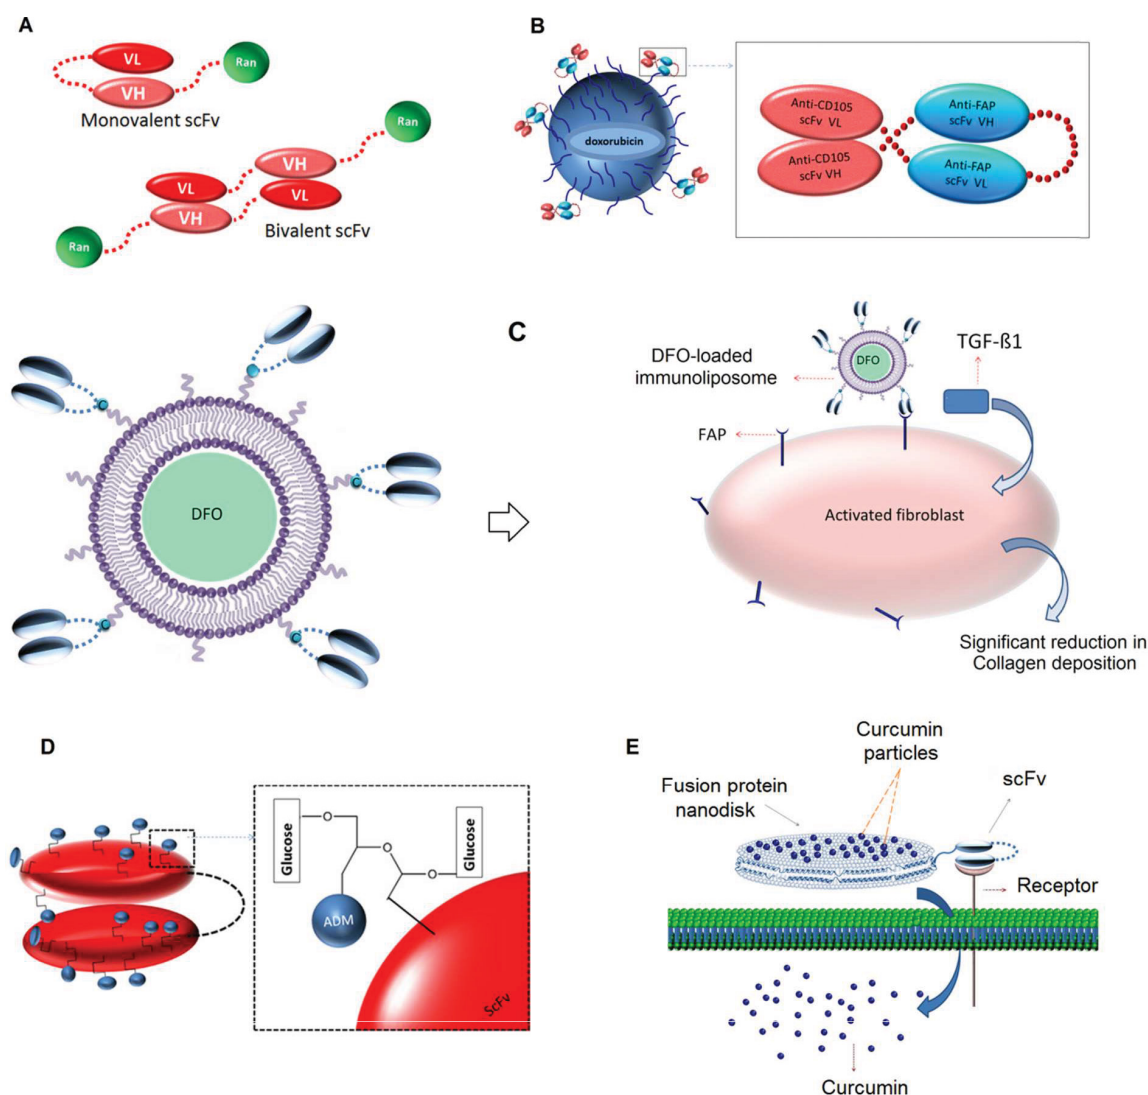 A
VL
Ran
VH
Monovalent scFv
Ran
VH
VL
VL
VH
Ran
Bivalent scFv
B
doxorubicin
Anti-CD105
scFv VL
Anti-FAP
scFv VH
Anti-CD105
scFv VH
Anti-FAP
scFv VL
DFO
C
C
C
C
C
C
DFO-loaded
immunoliposome
DFO
TGF-ß1
FAP
Activated fibroblast
Significant reduction in
Collagen deposition
D
Glucose
O
O
O
Glucose
ADM
ScFv
E
Curcumin
particles
Fusion protein
nanodisk
scFv
Receptor
Curcumin